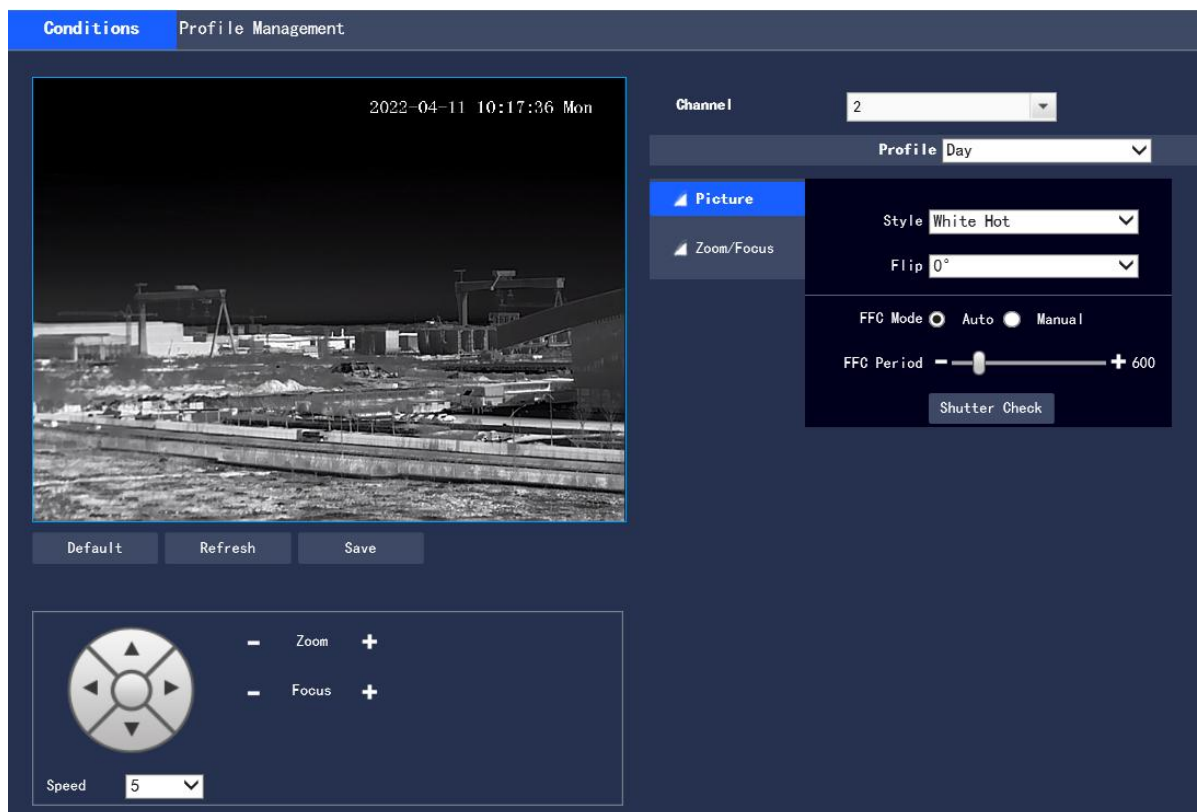 Conditions Profile Management
2022-04-11 10:17:36 Mon
Channel 2
Profile Day
Picture
Style White Hot
Zoom/Focus
Flip 0°
FFC Mode Auto Manual
FFC Period 600
Shutter Check
Default Refresh Save
Zoom
Focus
Speed 5